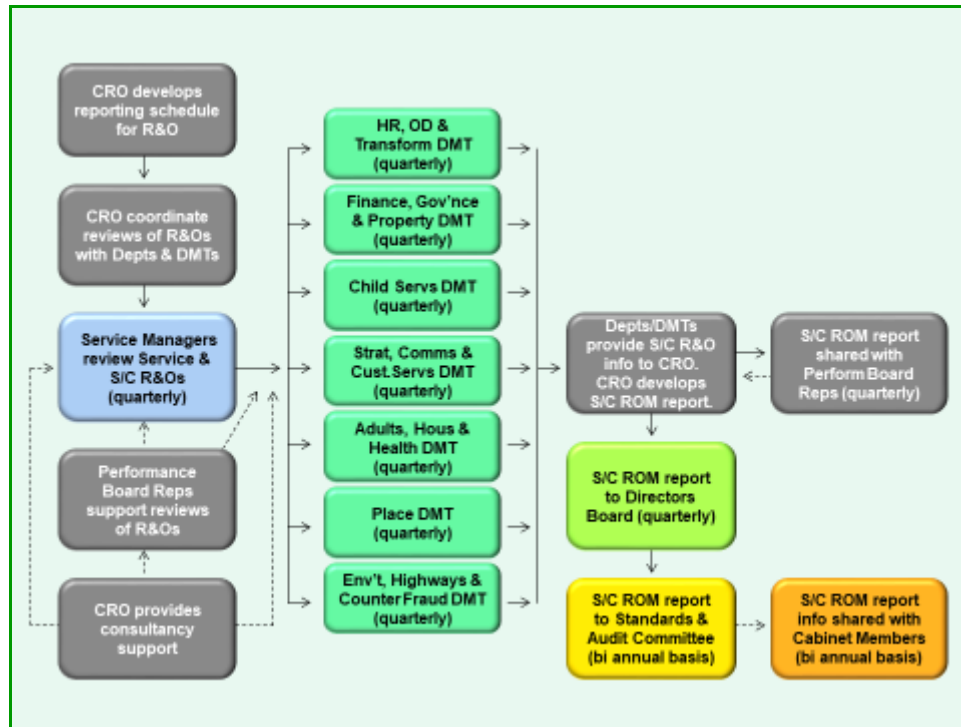 CRO develops
reporting schedule
for R&O
CRO coordinate
reviews of R&Os
with Depts & DMTs
Service Managers
review Service &
S/C R&Os
(quarterly)
Performance
Board Reps
support reviews
of R&Os
CRO provides
consultancy
support
HR, OD &
Transform DMT
(quarterly)
Finance, Gov'nce
& Property DMT
(quarterly)
Child Servs DMT
(quarterly)
Strat, Comms &
Cust.Servs DMT
(quarterly)
Adults, Hous &
Health DMT
(quarterly)
Place DMT
(quarterly)
Env't, Highways &
Counter Fraud DMT
(quarterly)
Depts/DMTs
provide S/C R&O
info to CRO.
CRO develops
S/C ROM report.
S/C ROM report
shared with
Perform Board
Reps (quarterly)
S/C ROM report
to Directors
Board (quarterly)
S/C ROM report
to Standards &
Audit Committee
(bi annual basis)
S/C ROM report
info shared with
Cabinet Members
(bi annual basis)